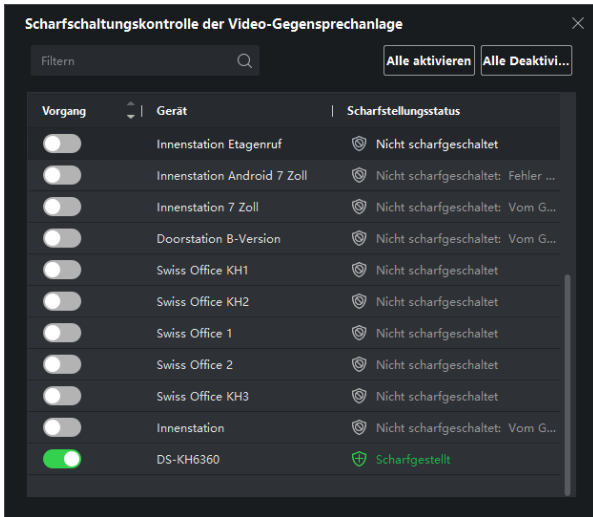 Scharfschaltungskontrolle der Video-Gegensprechanlage
Filtern
Alle aktivieren
Alle Deaktivi...
Vorgang Gerät Scharfstellungsstatus
Innenstation Etagenruf Nicht scharfgeschaltet
Innenstation Android 7 Zoll Nicht scharfgeschaltet: Fehler ...
Innenstation 7 Zoll Nicht scharfgeschaltet: Vom G...
Doorstation B-Version Nicht scharfgeschaltet: Vom G...
Swiss Office KH1 Nicht scharfgeschaltet
Swiss Office KH2 Nicht scharfgeschaltet
Swiss Office 1 Nicht scharfgeschaltet
Swiss Office 2 Nicht scharfgeschaltet
Swiss Office KH3 Nicht scharfgeschaltet
Innenstation Nicht scharfgeschaltet: Vom G...
DS-KH6360 Scharfgestellt